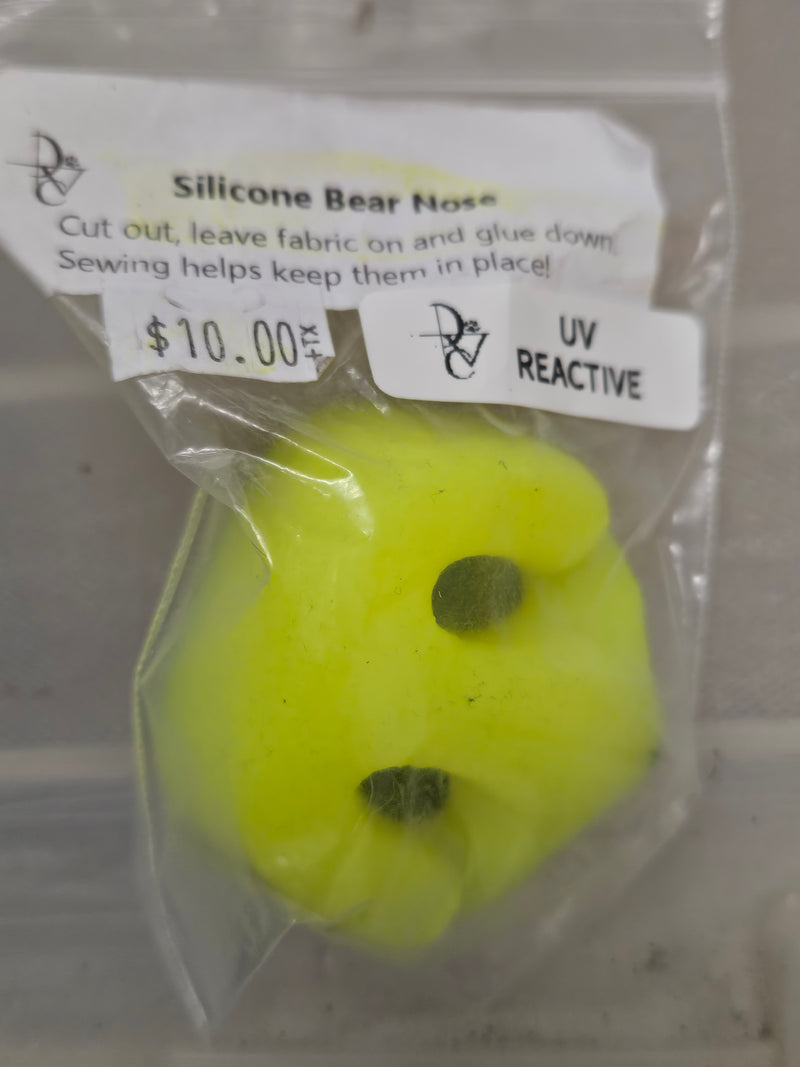 Silicone Bear Nose
Cut out, leave fabric on and glue down.
Sewing helps keep them in place!
$10.00 +TX
UV
REACTIVE